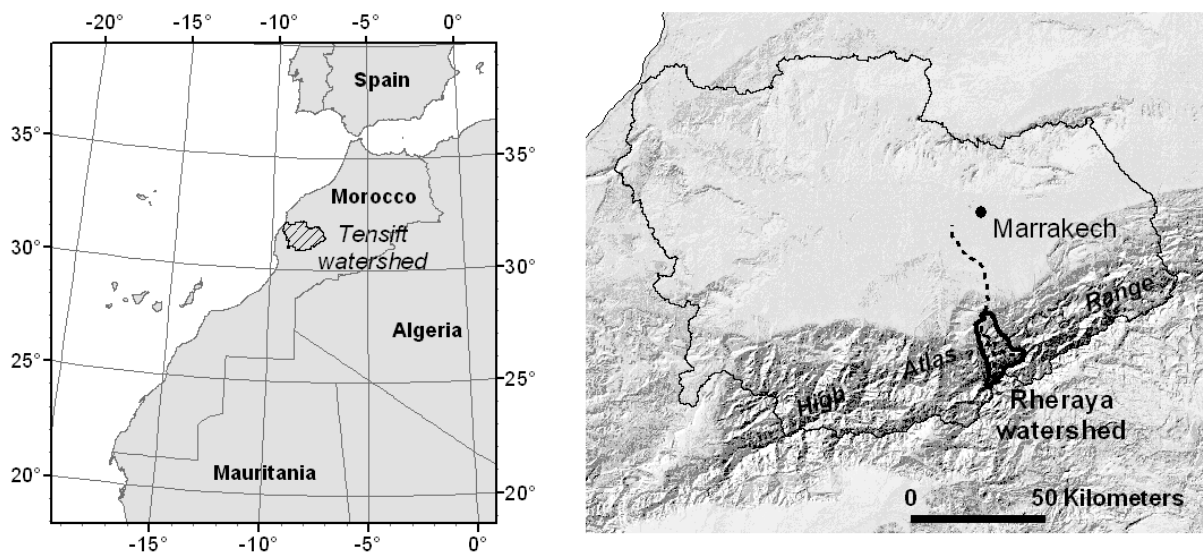 -20° -15° -10° -5° 0°
Spain
35°
35°
Morocco
Tensift
watershed
30°
30°
Algeria
25°
25°
Mauritania
20°
20°
-15° -10° -5° 0°
Marrakech
Range
Atlas
High
Rheraya
watershed
0 50 Kilometers